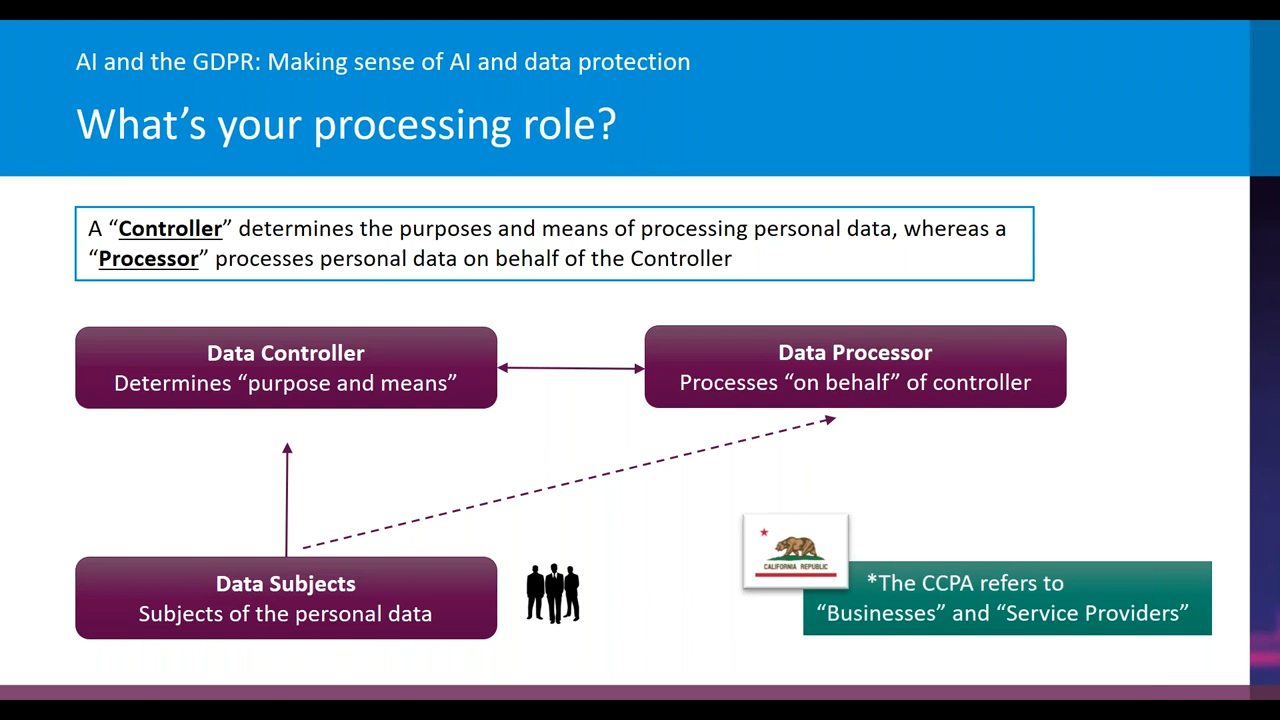 AI and the GDPR: Making sense of AI and data protection
What's your processing role?
A “Controller” determines the purposes and means of processing personal data, whereas a
“Processor” processes personal data on behalf of the Controller
Data Controller
Determines “purpose and means”
Data Processor
Processes “on behalf” of controller
Data Subjects
Subjects of the personal data
CALIFORNIA REPUBLIC
*The CCPA refers to
“Businesses” and “Service Providers”